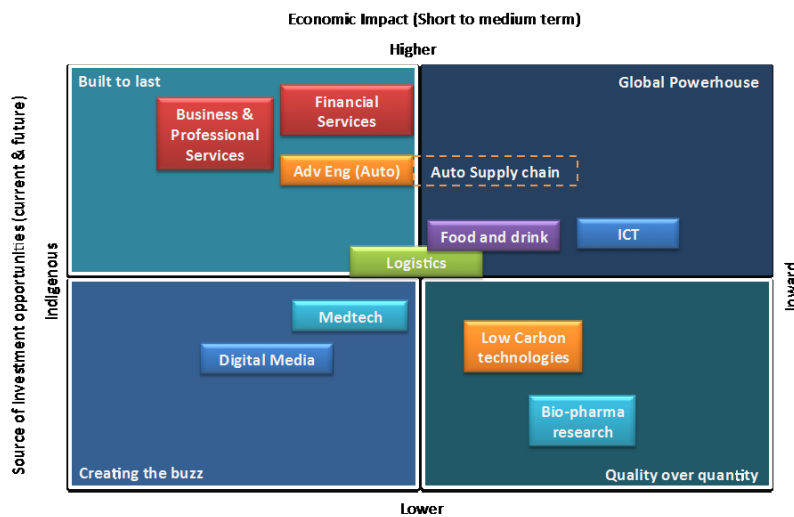 Economic Impact (Short to medium term)
Higher
Built to last
Global Powerhouse
Financial
Services
Business &
Professional
Services
Adv Eng (Auto)
Auto Supply chain
Food and drink
ICT
Logistics
Source of Investment opportunities (current & future)
Indigenous
Inward
Medtech
Digital Media
Low Carbon
technologies
Bio-pharma
research
Creating the buzz
Quality over quantity
Lower